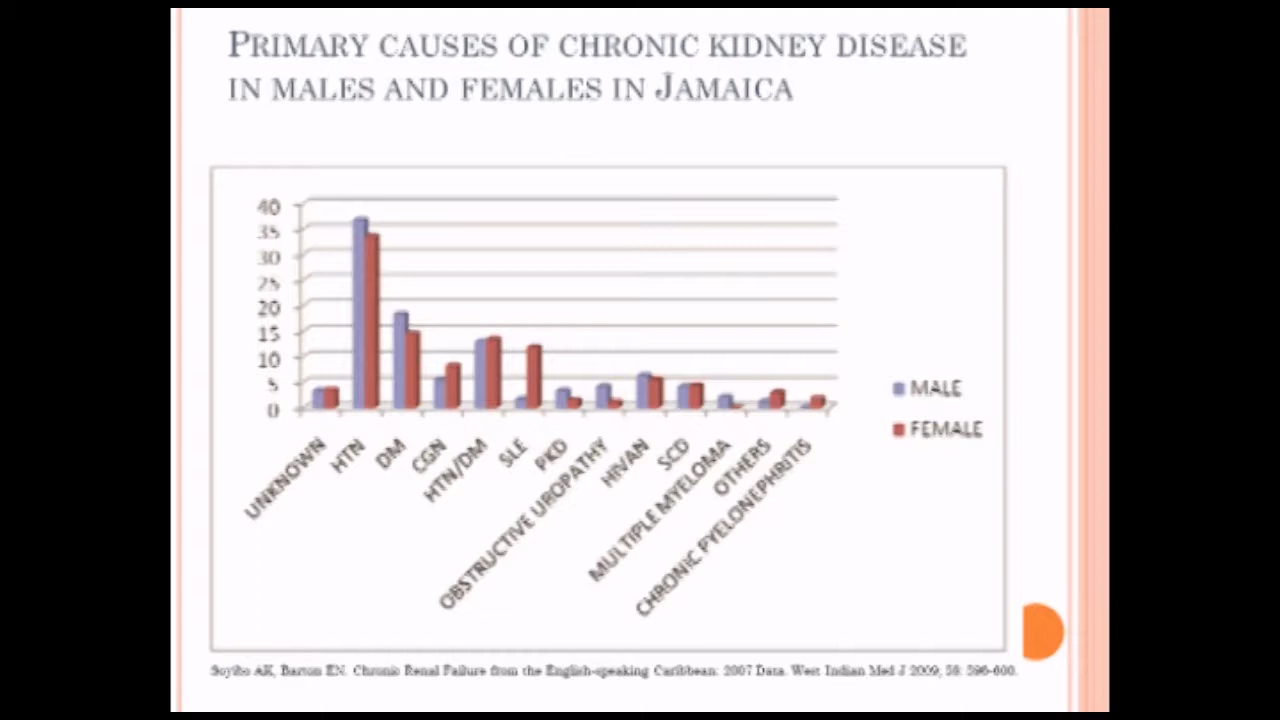 PRIMARY CAUSES OF CHRONIC KIDNEY DISEASE
IN MALES AND FEMALES IN JAMAICA
40
35
30
25
20
15
10
5
0
UNKNOWN
HTN
DM
CGN
HTN/DM
SLE
PKD
OBSTRUCTIVE UROPATHY
HIVAN
SCD
MULTIPLE MYELOMA
OTHERS
CHRONIC PYELONEPHRITIS
MALE
FEMALE
Soyibo AK, Barton EN. Chronic Renal Failure from the English-speaking Caribbean: 2007 Data. West Indian Med J 2009; 58: 596-600.